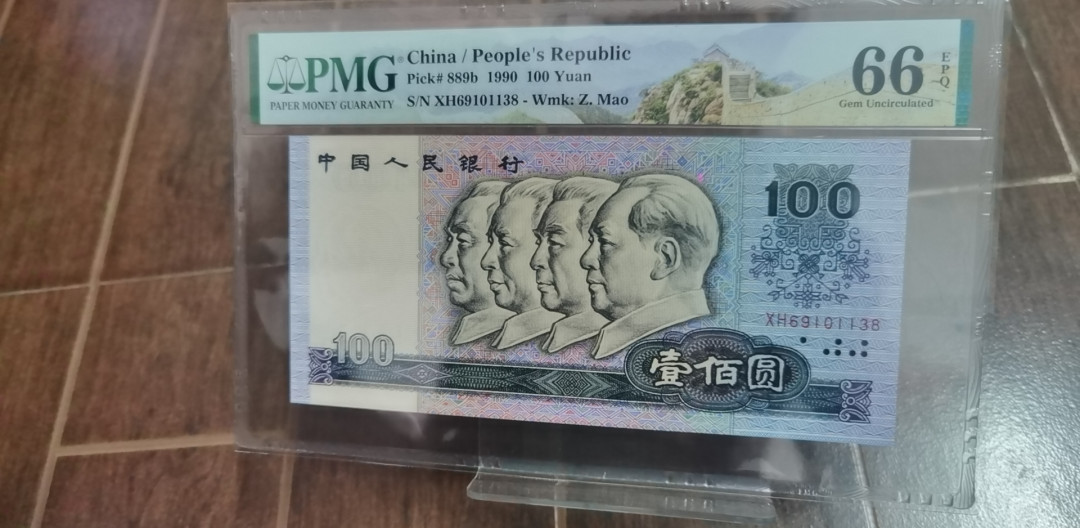 PMG
PAPER MONEY GUARANTY
China / People's Republic
Pick# 889b 1990 100 Yuan
S/N XH69101138 - Wmk: Z. Mao
66
EPQ
Gem Uncirculated
中国人民银行
100
XH69101138
100
壹佰圆